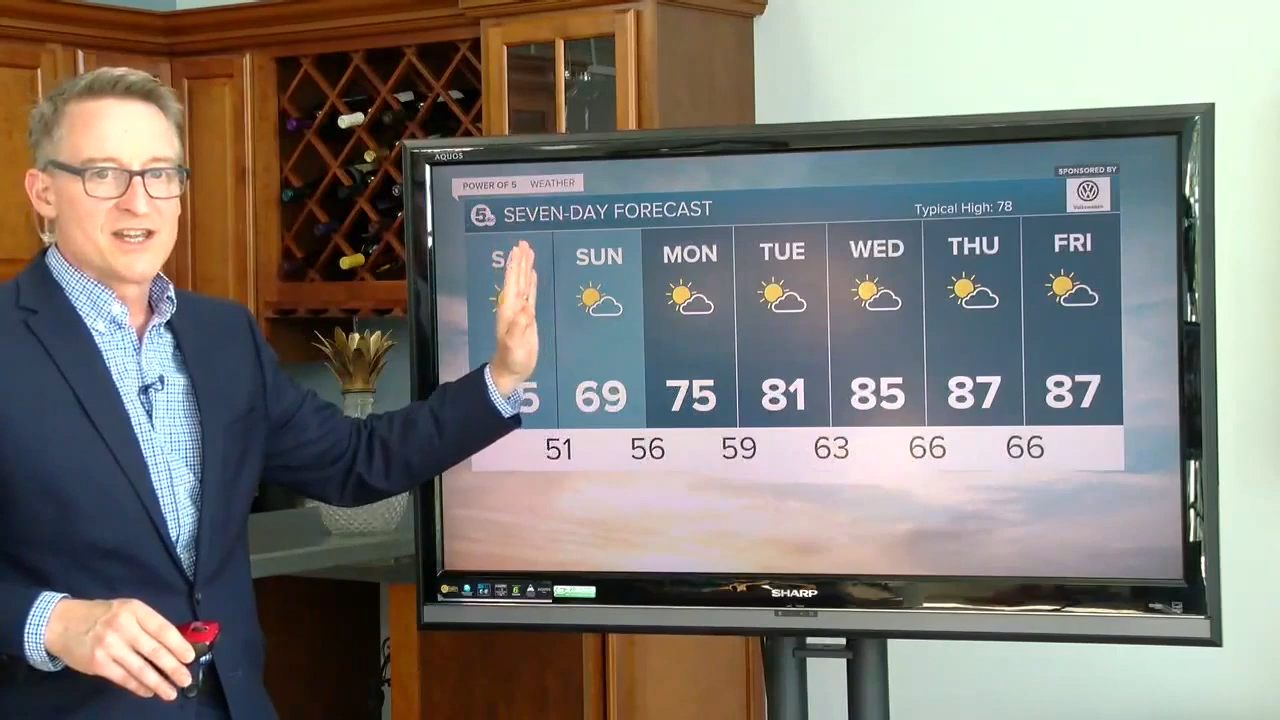 AQUOS
POWER OF 5 WEATHER
SPONSORED BY
5
SEVEN-DAY FORECAST
Typical High: 78
Volkswagen
SUN MON TUE WED THU FRI
69 75 81 85 87 87
51 56 59 63 66 66
SHARP